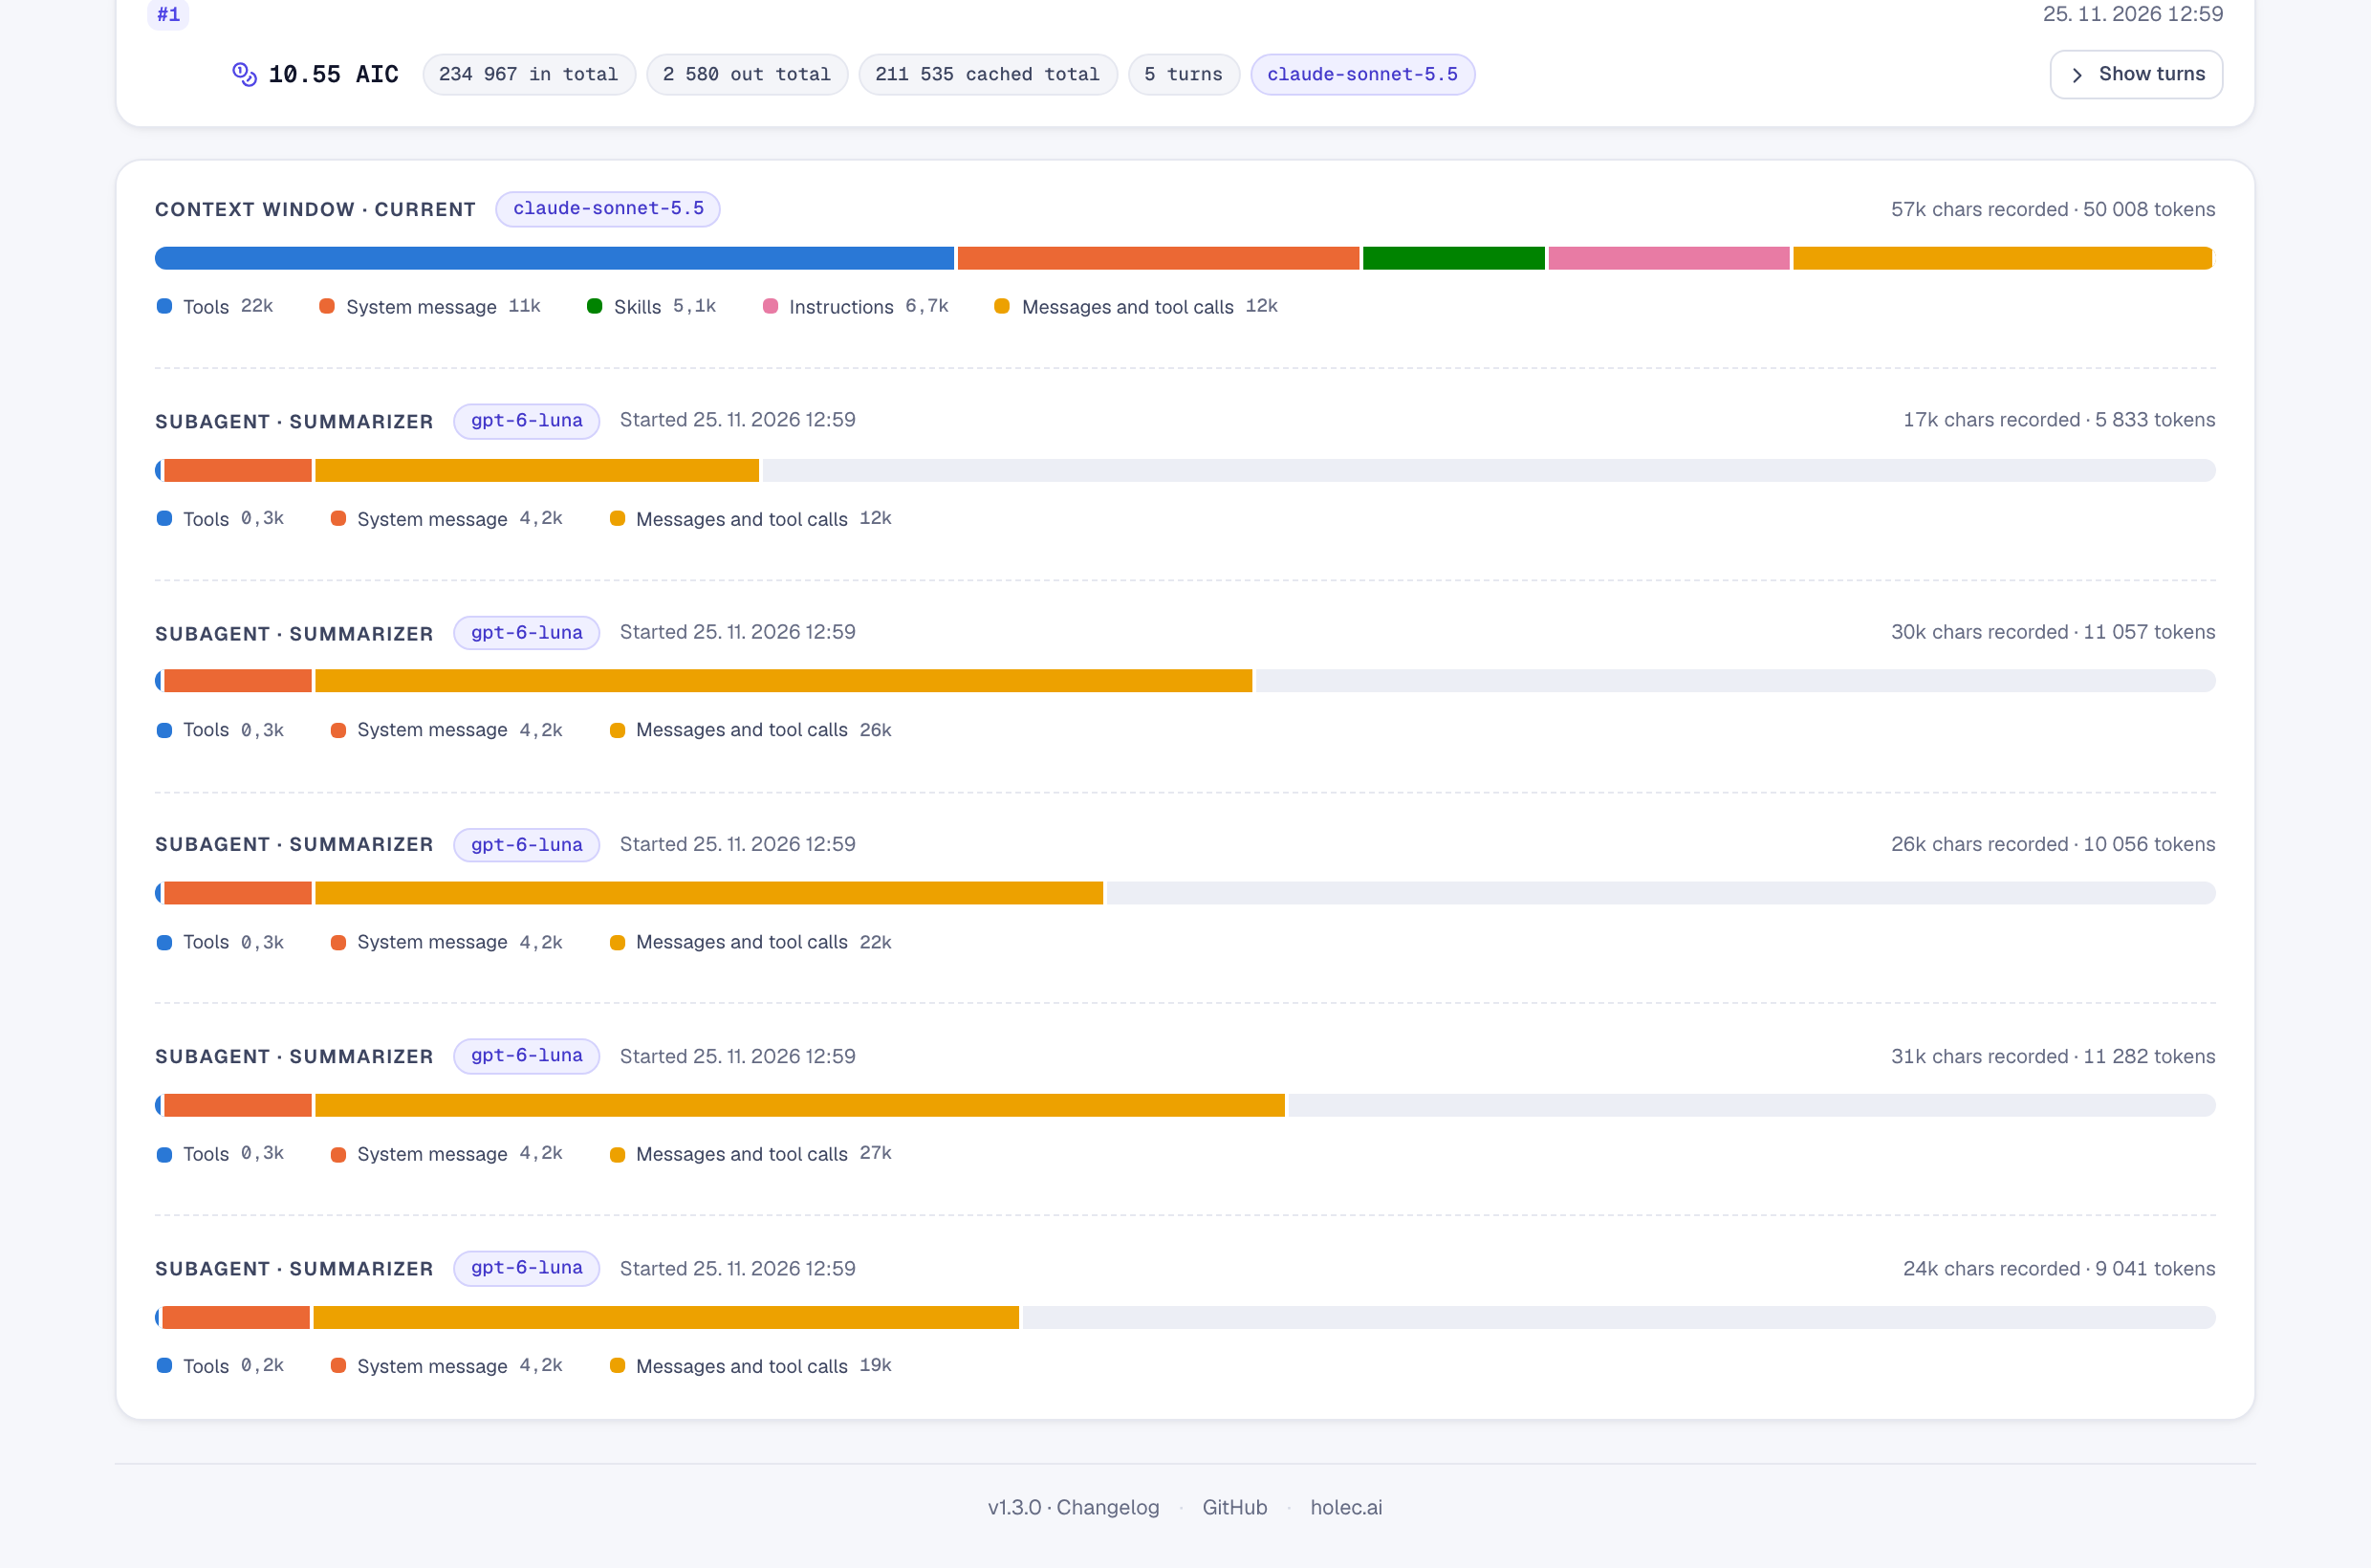 #1 25. 11. 2026 12:59
10.55 AIC 234 967 in total 2 580 out total 211 535 cached total 5 turns claude-sonnet-5.5 Show turns
CONTEXT WINDOW · CURRENT claude-sonnet-5.5 57k chars recorded · 50 008 tokens
Tools 22k System message 11k Skills 5,1k Instructions 6,7k Messages and tool calls 12k
SUBAGENT · SUMMARIZER gpt-6-luna Started 25. 11. 2026 12:59 17k chars recorded · 5 833 tokens
Tools 0,3k System message 4,2k Messages and tool calls 12k
SUBAGENT · SUMMARIZER gpt-6-luna Started 25. 11. 2026 12:59 30k chars recorded · 11 057 tokens
Tools 0,3k System message 4,2k Messages and tool calls 26k
SUBAGENT · SUMMARIZER gpt-6-luna Started 25. 11. 2026 12:59 26k chars recorded · 10 056 tokens
Tools 0,3k System message 4,2k Messages and tool calls 22k
SUBAGENT · SUMMARIZER gpt-6-luna Started 25. 11. 2026 12:59 31k chars recorded · 11 282 tokens
Tools 0,3k System message 4,2k Messages and tool calls 27k
SUBAGENT · SUMMARIZER gpt-6-luna Started 25. 11. 2026 12:59 24k chars recorded · 9 041 tokens
Tools 0,2k System message 4,2k Messages and tool calls 19k
v1.3.0 · Changelog · GitHub · holec.ai